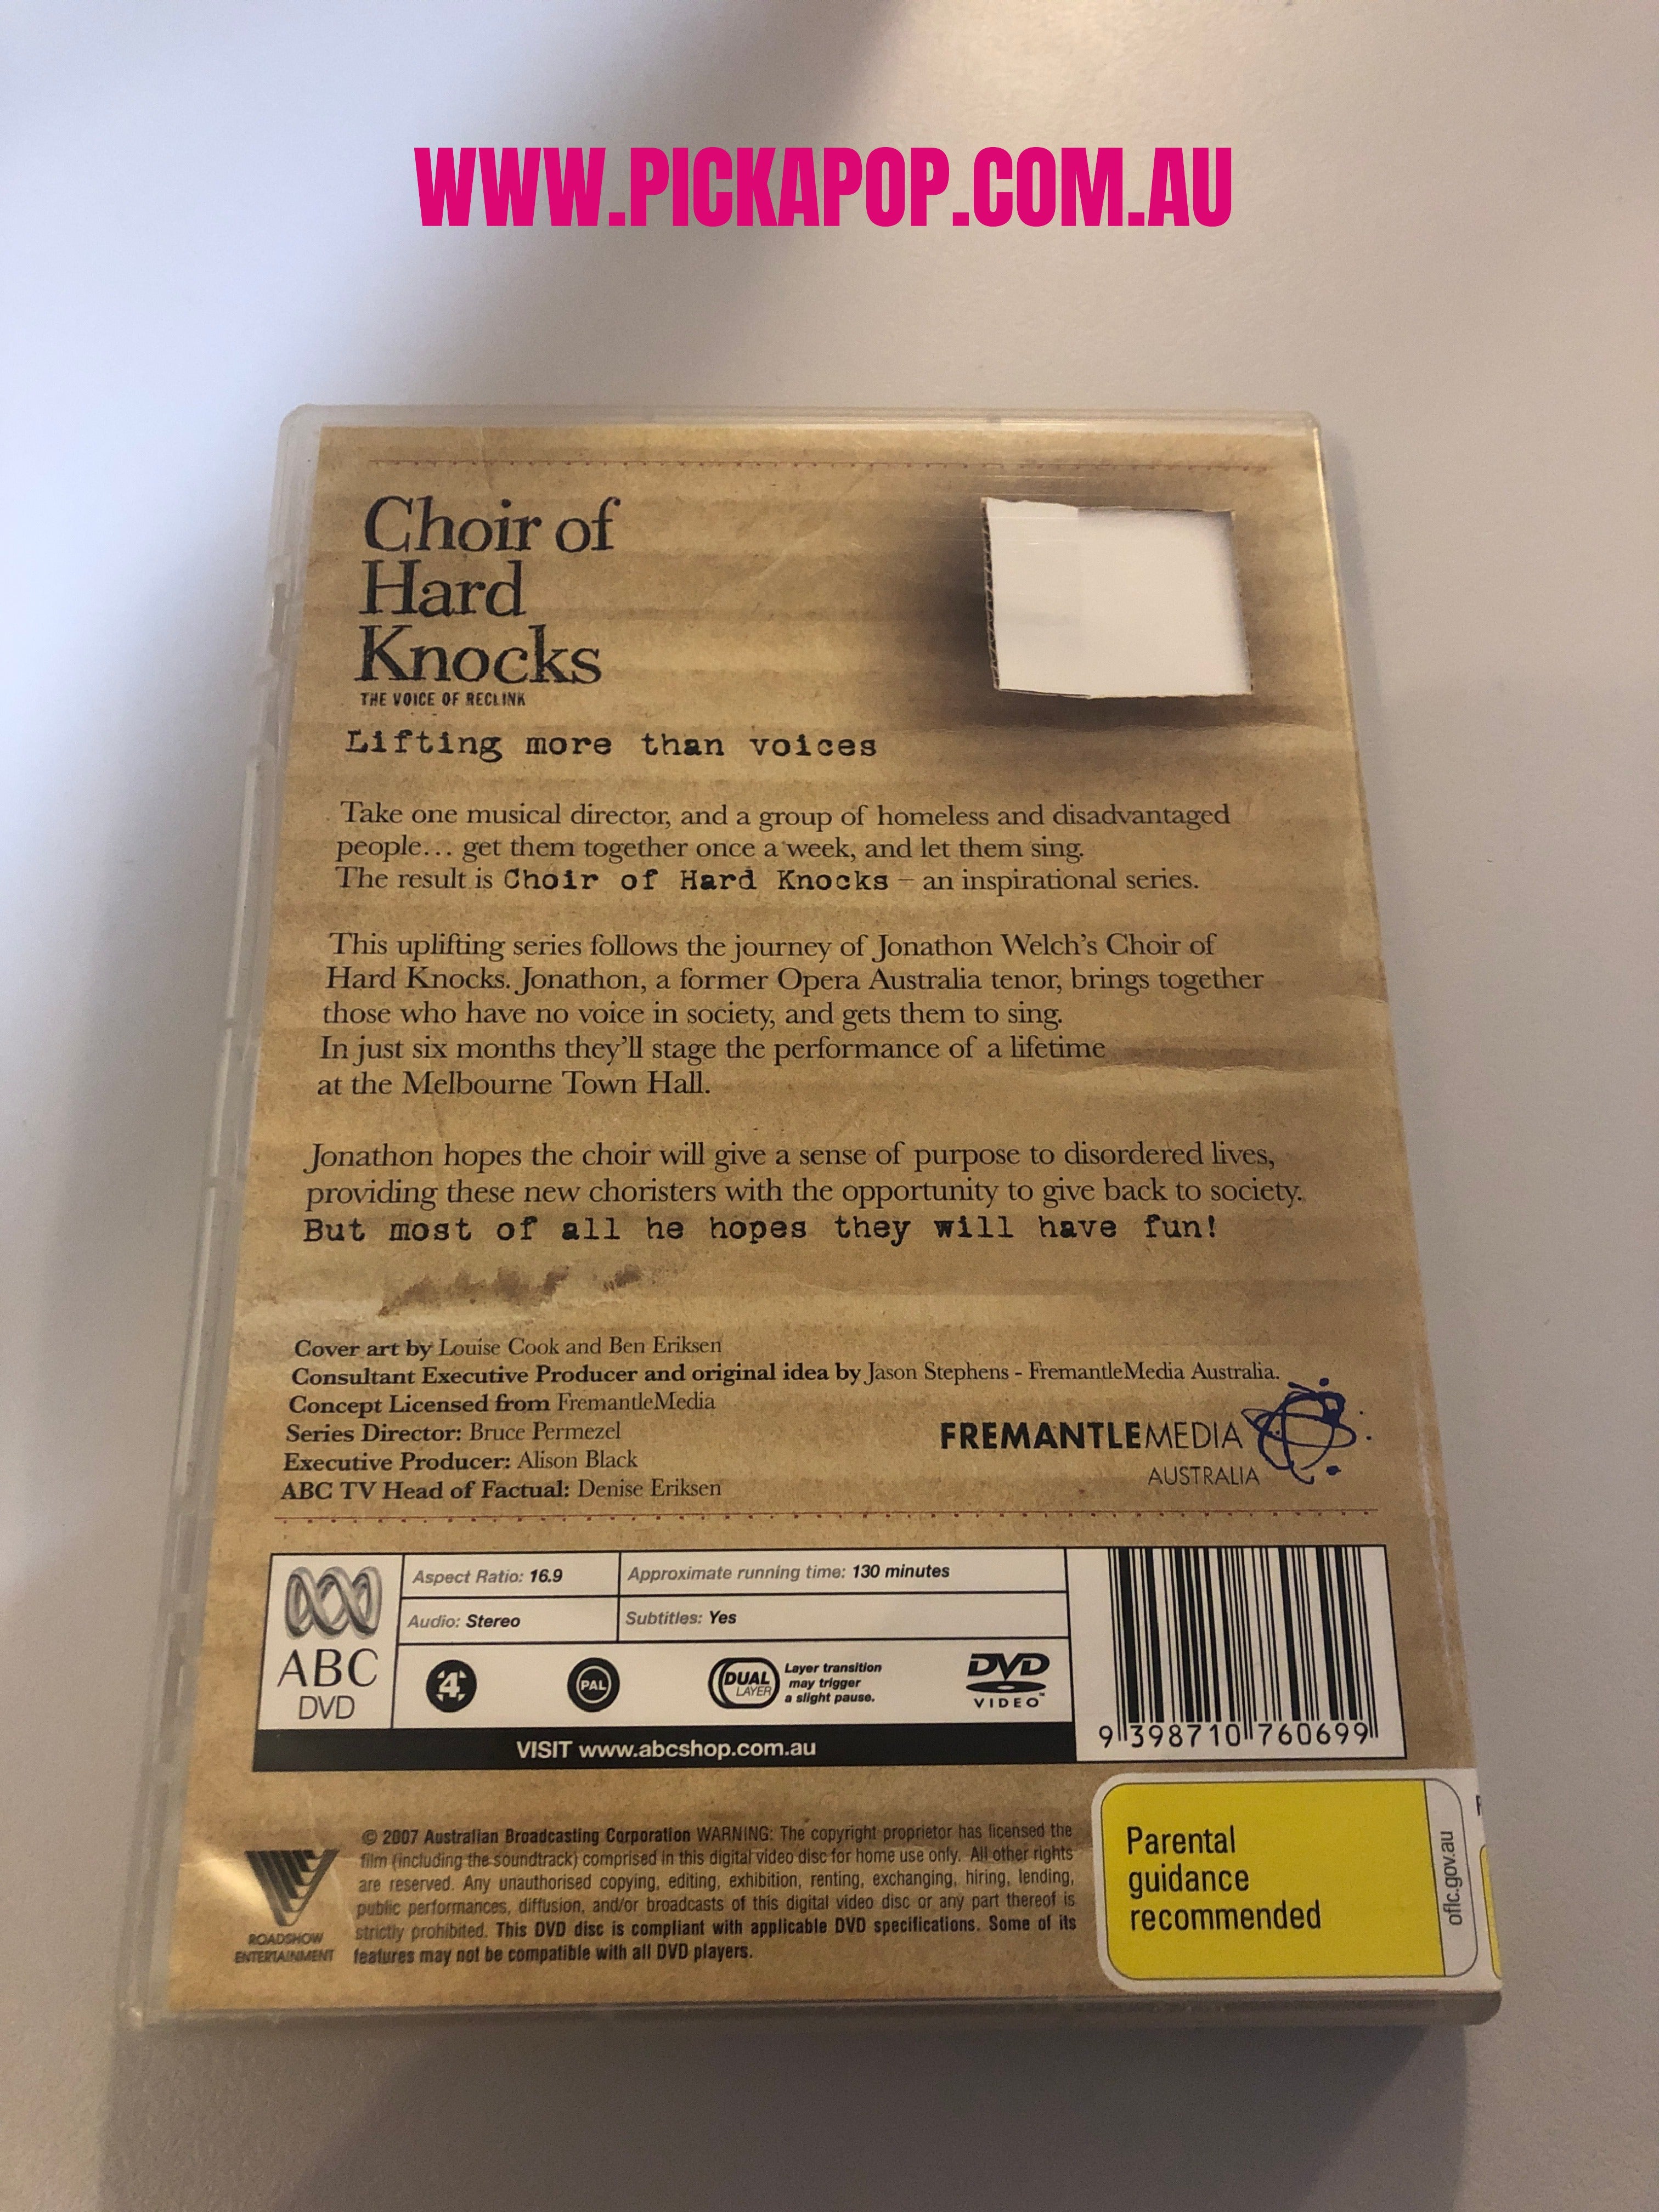 WWW.PICKAPOP.COM.AU
Choir of
Hard
Knocks
THE VOICE OF RECLINK
Lifting more than voices
Take one musical director, and a group of homeless and disadvantaged
people... get them together once a week, and let them sing.
The result is Choir of Hard Knocks – an inspirational series.
This uplifting series follows the journey of Jonathon Welch's Choir of
Hard Knocks. Jonathon, a former Opera Australia tenor, brings together
those who have no voice in society, and gets them to sing.
In just six months they'll stage the performance of a lifetime
at the Melbourne Town Hall.
Jonathon hopes the choir will give a sense of purpose to disordered lives,
providing these new choristers with the opportunity to give back to society.
But most of all he hopes they will have fun!
Cover art by Louise Cook and Ben Eriksen
Consultant Executive Producer and original idea by Jason Stephens - FremantleMedia Australia.
Concept Licensed from FremantleMedia
Series Director: Bruce Permezel
Executive Producer: Alison Black
ABC TV Head of Factual: Denise Eriksen
FREMANTLEMEDIA
AUSTRALIA
ABC
DVD
Aspect Ratio: 16.9
Approximate running time: 130 minutes
Audio: Stereo
Subtitles: Yes
4
PAL
DUAL
LAYER
Layer transition
may trigger
a slight pause.
DVD
VIDEO™
VISIT www.abcshop.com.au
9 398710 760699
ROADSHOW
ENTERTAINMENT
© 2007 Australian Broadcasting Corporation WARNING: The copyright proprietor has licensed the
film (including the soundtrack) comprised in this digital video disc for home use only. All other rights
are reserved. Any unauthorised copying, editing, exhibition, renting, exchanging, hiring, lending,
public performances, diffusion, and/or broadcasts of this digital video disc or any part thereof is
strictly prohibited. This DVD disc is compliant with applicable DVD specifications. Some of its
features may not be compatible with all DVD players.
Parental
guidance
recommended
oflc.gov.au